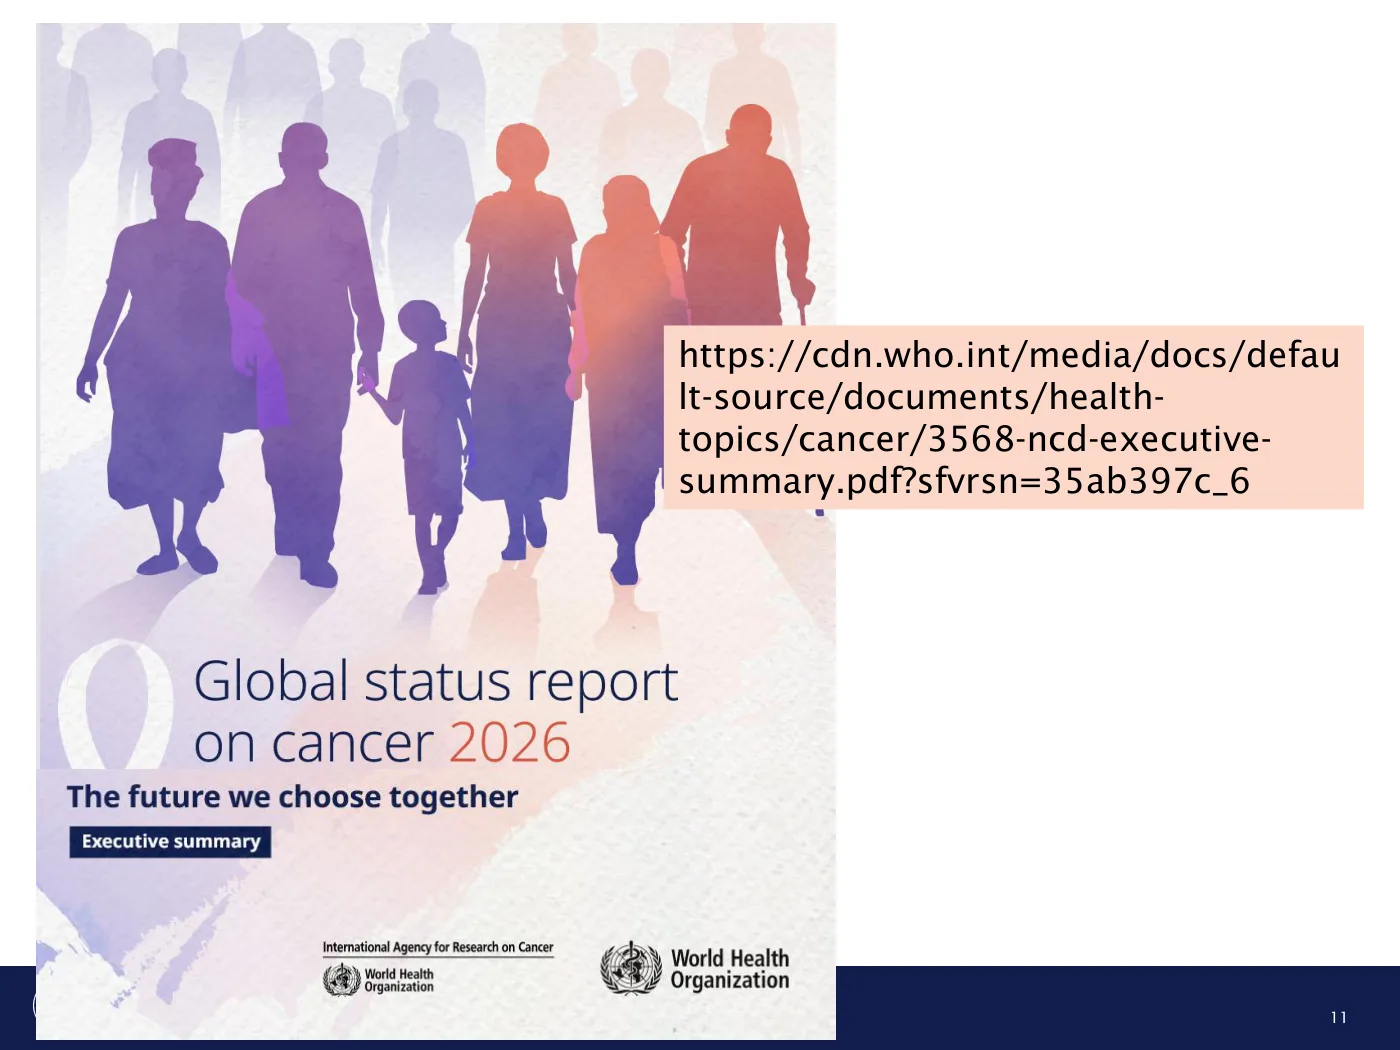 https://cdn.who.int/media/docs/defau
lt-source/documents/health-
topics/cancer/3568-ncd-executive-
summary.pdf?sfvrsn=35ab397c_6
Global status report
on cancer 2026
The future we choose together
Executive summary
International Agency for Research on Cancer
World Health
Organization
World Health
Organization
11